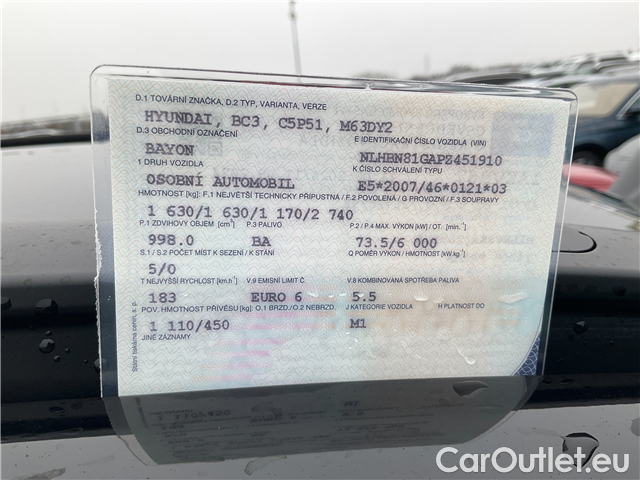 D.1 TOVÁRNÍ ZNAČKA, D.2 TYP, VARIANTA, VERZE
HYUNDAI, BC3, C5P51, M63DY2
D.3 OBCHODNÍ OZNAČENÍ E IDENTIFIKAČNÍ ČÍSLO VOZIDLA (VIN)
BAYON NLHBN81GAPZ451910
1 DRUH VOZIDLA K ČÍSLO SCHVÁLENÍ TYPU
OSOBNÍ AUTOMOBIL E5*2007/46*0121*03
HMOTNOST [kg]: F.1 NEJVĚTŠÍ TECHNICKY PŘÍPUSTNÁ / F.2 POVOLENÁ / G PROVOZNÍ / F.3 SOUPRAVY
1 630/1 630/1 170/2 740
P.1 ZDVIHOVÝ OBJEM [cm³] P.3 PALIVO P.2 / P.4 MAX. VÝKON [kW] / OT. [min⁻¹]
998.0 BA 73.5/6 000
S.1 / S.2 POČET MÍST K SEZENÍ / K STÁNÍ Q POMĚR VÝKON / HMOTNOST [kW.kg⁻¹]
5/0
T NEJVYŠŠÍ RYCHLOST [km.h⁻¹] V.9 EMISNÍ LIMIT Č. V.8 KOMBINOVANÁ SPOTŘEBA PALIVA
183 EURO 6 5.5
POV. HMOTNOST PŘÍVĚSU [kg]: O.1 BRZD./O.2 NEBRZD. J KATEGORIE VOZIDLA H PLATNOST DO
1 110/450 M1
JINÉ ZÁZNAMY
Státní tiskárna cenin, s. p.
CarOutlet.eu